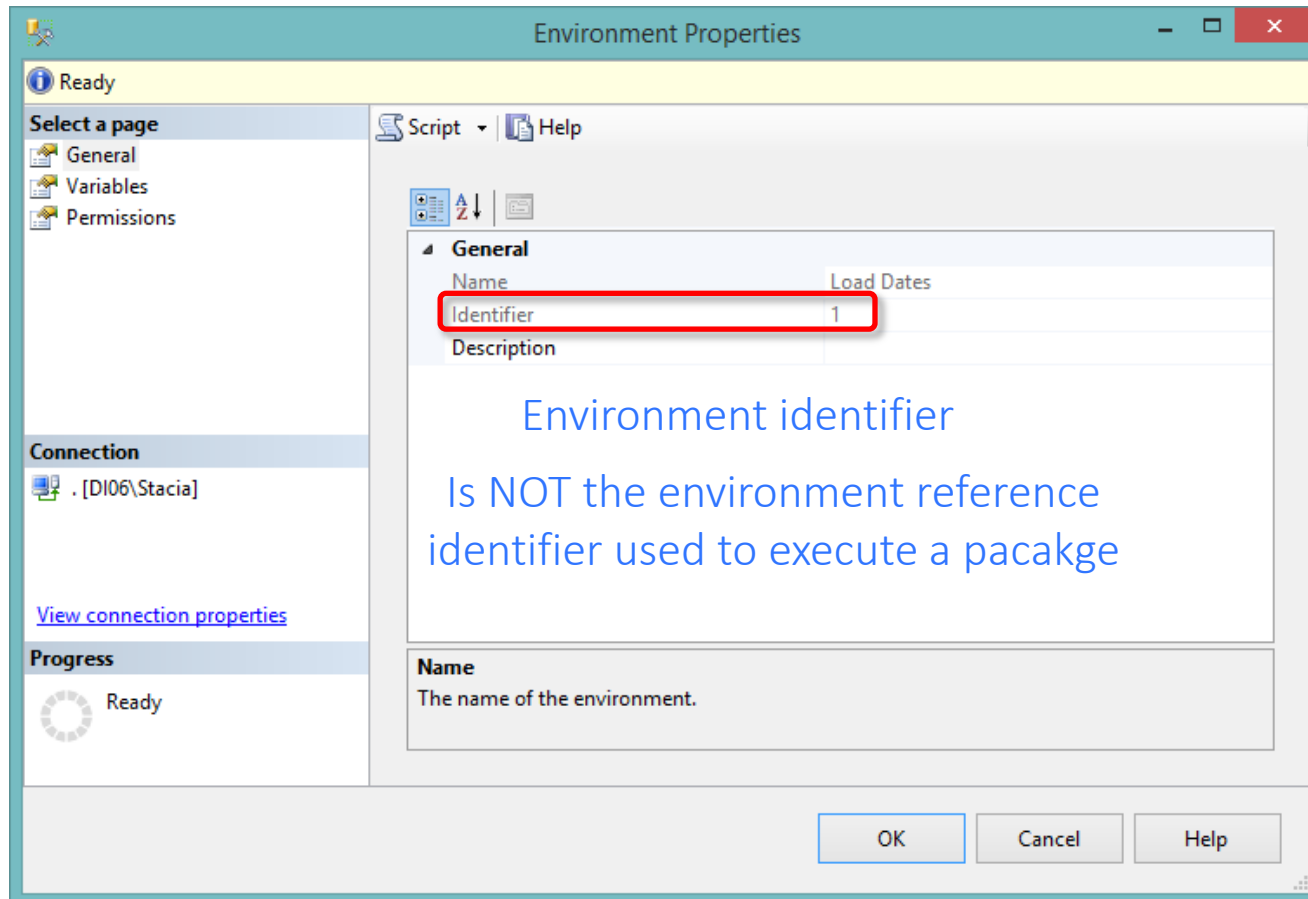 Environment Properties
Ready
Select a page
General
Variables
Permissions
Connection
. [DI06\Stacia]
View connection properties
Progress
Ready
Script Help
A
Z
General
Name Load Dates
Identifier 1
Description
Environment identifier
Is NOT the environment reference
identifier used to execute a pacakge
Name
The name of the environment.
OK Cancel Help